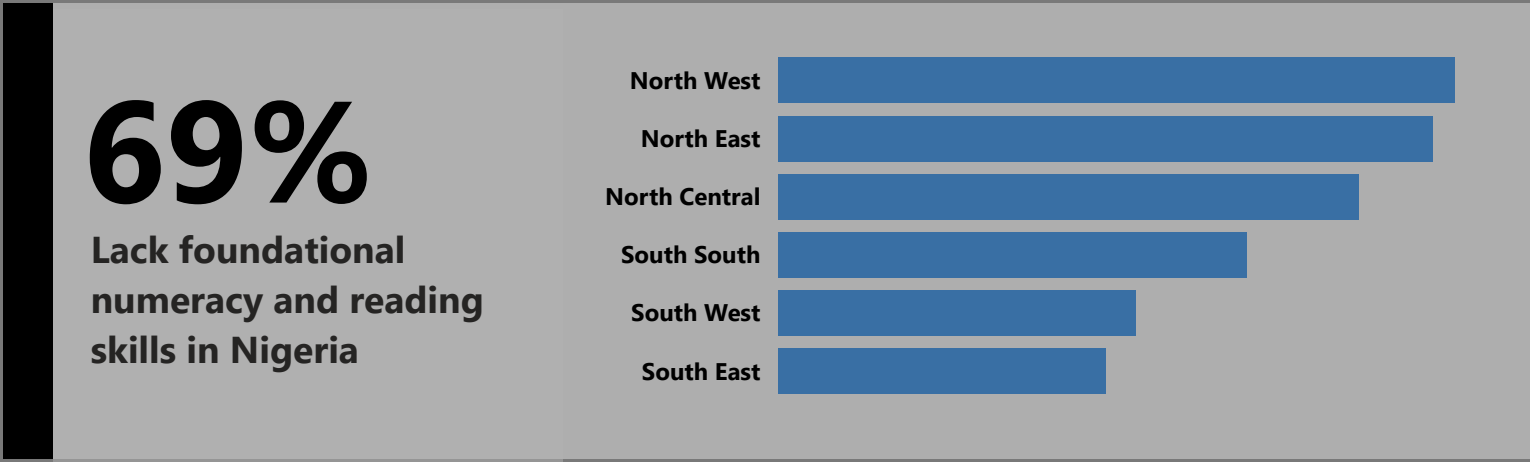 69%
Lack foundational
numeracy and reading
skills in Nigeria
North West
North East
North Central
South South
South West
South East